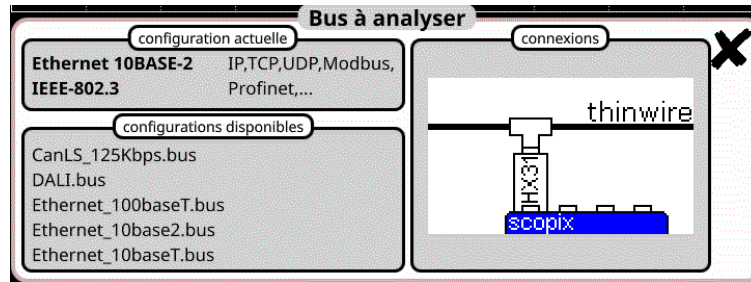 Bus à analyser
configuration actuelle
Ethernet 10BASE-2 IP,TCP,UDP,Modbus,
IEEE-802.3 Profinet,...
configurations disponibles
CanLS_125Kbps.bus
DALI.bus
Ethernet_100baseT.bus
Ethernet_10base2.bus
Ethernet_10baseT.bus
connexions
thinwire
HX31
scopix